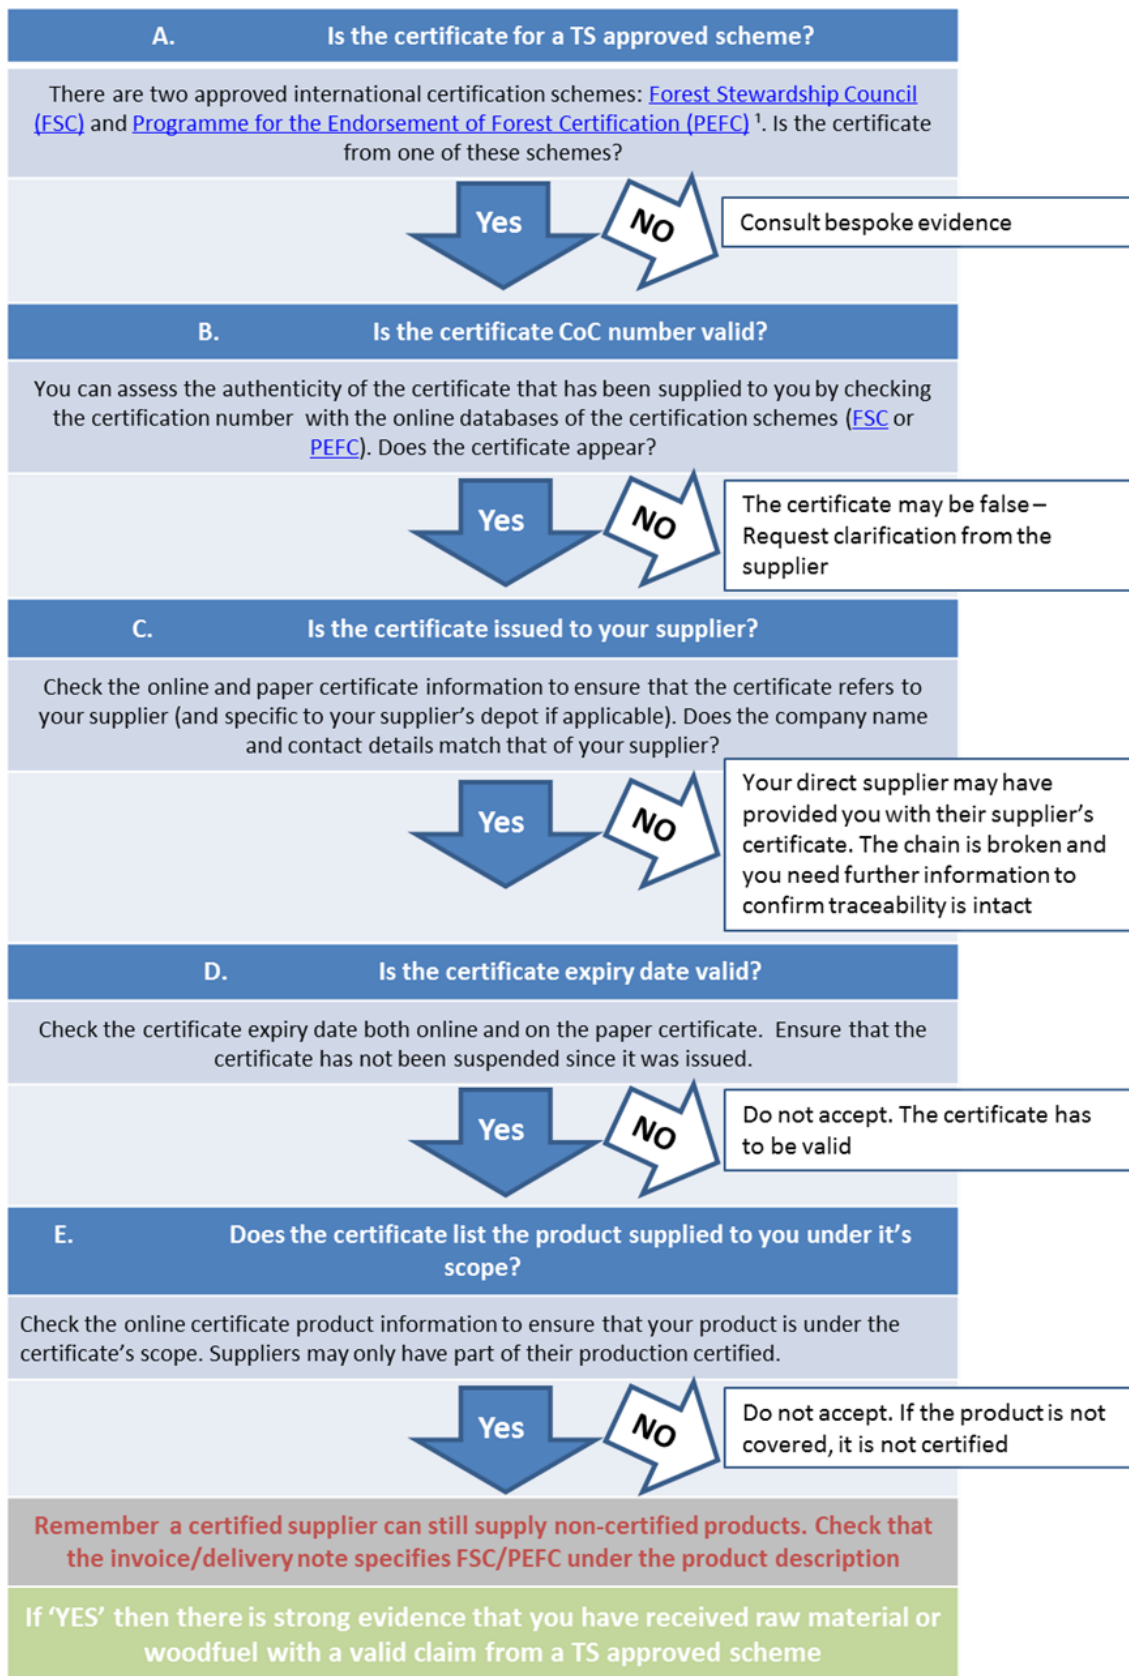 A. Is the certificate for a TS approved scheme?
There are two approved international certification schemes: Forest Stewardship Council
(FSC) and Programme for the Endorsement of Forest Certification (PEFC) ¹. Is the certificate
from one of these schemes?
Yes
NO
Consult bespoke evidence
B. Is the certificate CoC number valid?
You can assess the authenticity of the certificate that has been supplied to you by checking
the certification number with the online databases of the certification schemes (FSC or
PEFC). Does the certificate appear?
Yes
NO
The certificate may be false –
Request clarification from the
supplier
C. Is the certificate issued to your supplier?
Check the online and paper certificate information to ensure that the certificate refers to
your supplier (and specific to your supplier's depot if applicable). Does the company name
and contact details match that of your supplier?
Yes
NO
Your direct supplier may have
provided you with their supplier's
certificate. The chain is broken and
you need further information to
confirm traceability is intact
D. Is the certificate expiry date valid?
Check the certificate expiry date both online and on the paper certificate. Ensure that the
certificate has not been suspended since it was issued.
Yes
NO
Do not accept. The certificate has
to be valid
E. Does the certificate list the product supplied to you under it's
scope?
Check the online certificate product information to ensure that your product is under the
certificate's scope. Suppliers may only have part of their production certified.
Yes
NO
Do not accept. If the product is not
covered, it is not certified
Remember a certified supplier can still supply non-certified products. Check that
the invoice/delivery note specifies FSC/PEFC under the product description
If 'YES' then there is strong evidence that you have received raw material or
woodfuel with a valid claim from a TS approved scheme